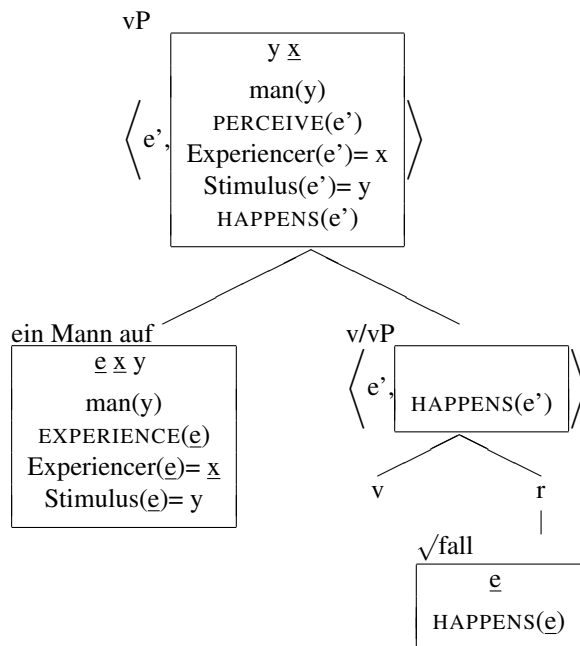 vP
y x
man(y)
⟨ e’, PERCEIVE(e’) ⟩
Experiencer(e’)= x
Stimulus(e’)= y
HAPPENS(e’)
ein Mann auf
e x y
man(y)
EXPERIENCE(e)
Experiencer(e)= x
Stimulus(e)= y
v/vP
⟨ e’, HAPPENS(e’) ⟩
v r
√fall
e
HAPPENS(e)